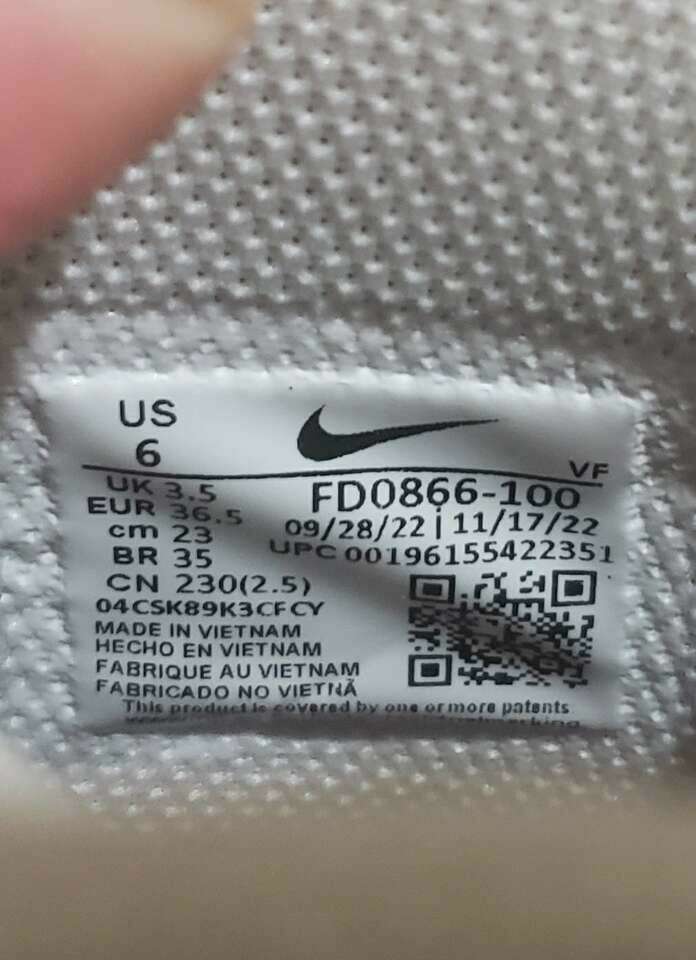 US
6
VF
UK 3.5
EUR 36.5
cm 23
BR 35
CN 230(2.5)
FD0866-100
09/28/22 | 11/17/22
UPC 00196155422351
04CSK89K3CFCY
MADE IN VIETNAM
HECHO EN VIETNAM
FABRIQUE AU VIETNAM
FABRICADO NO VIETNÃ
This product is covered by one or more patents.